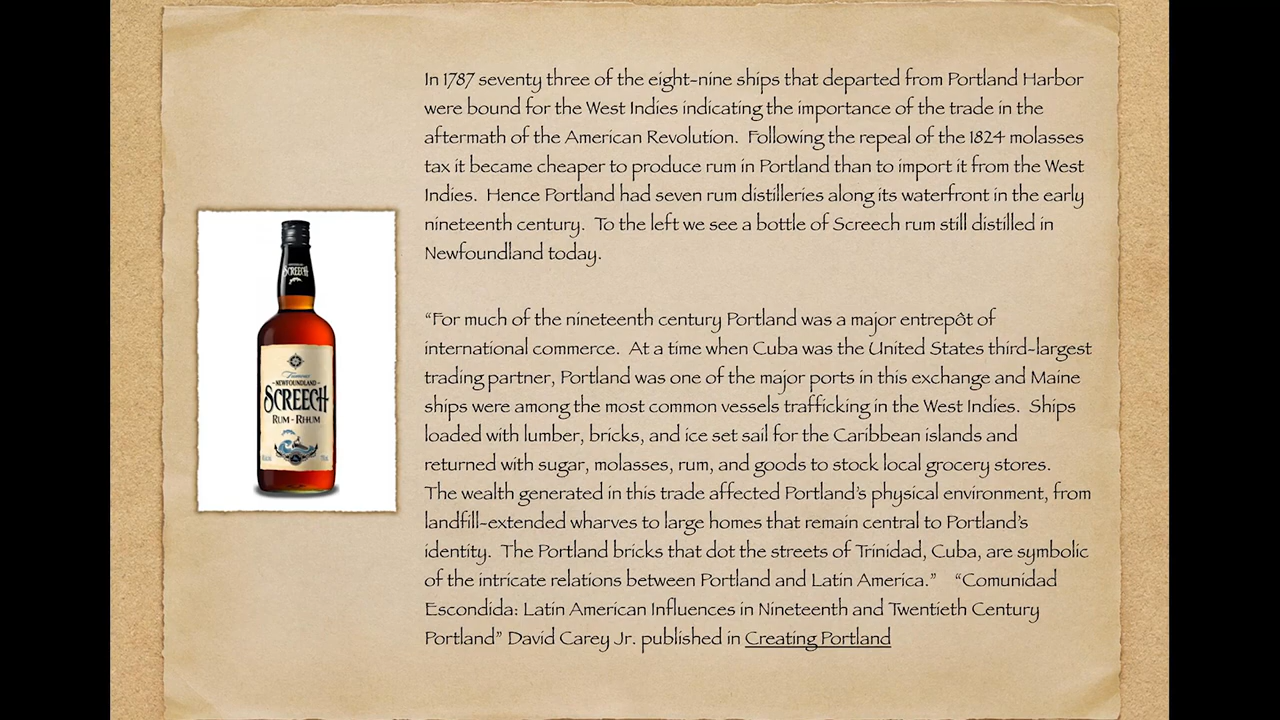 In 1787 seventy three of the eight-nine ships that departed from Portland Harbor
were bound for the West Indies indicating the importance of the trade in the
aftermath of the American Revolution.  Following the repeal of the 1824 molasses
tax it became cheaper to produce rum in Portland than to import it from the West
Indies.  Hence Portland had seven rum distilleries along its waterfront in the early
nineteenth century.  To the left we see a bottle of Screech rum still distilled in
Newfoundland today.
SCREECH
Famous
NEWFOUNDLAND
SCREECH
RUM - RHUM
“For much of the nineteenth century Portland was a major entrepôt of
international commerce.  At a time when Cuba was the United States third-largest
trading partner, Portland was one of the major ports in this exchange and Maine
ships were among the most common vessels trafficking in the West Indies.  Ships
loaded with lumber, bricks, and ice set sail for the Caribbean islands and
returned with sugar, molasses, rum, and goods to stock local grocery stores.
The wealth generated in this trade affected Portland’s physical environment, from
landfill-extended wharves to large homes that remain central to Portland’s
identity.  The Portland bricks that dot the streets of Trinidad, Cuba, are symbolic
of the intricate relations between Portland and Latin America.”    “Comunidad
Escondida: Latin American Influences in Nineteenth and Twentieth Century
Portland” David Carey Jr. published in Creating Portland